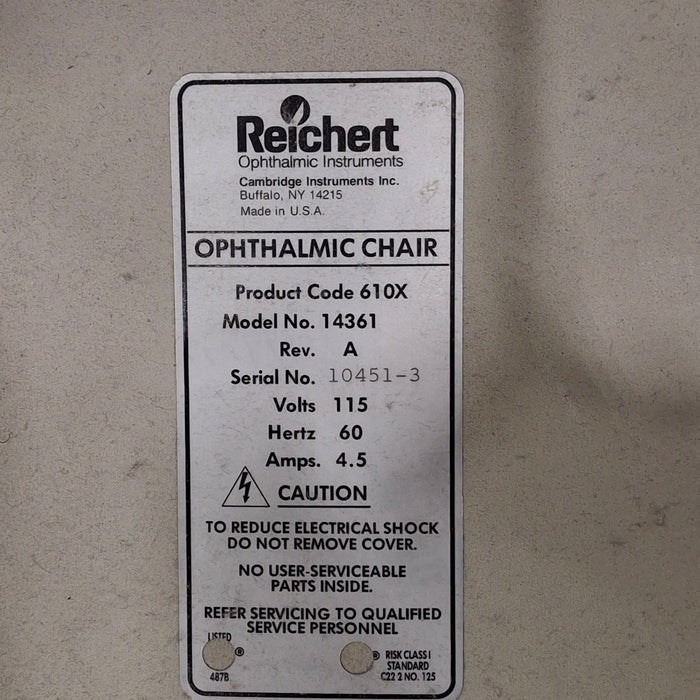 Reichert
Ophthalmic Instruments
Cambridge Instruments Inc.
Buffalo, NY 14215
Made in U.S.A.
OPHTHALMIC CHAIR
Product Code 610X
Model No. 14361
Rev. A
Serial No. 10451-3
Volts 115
Hertz 60
Amps. 4.5
CAUTION
TO REDUCE ELECTRICAL SHOCK
DO NOT REMOVE COVER.
NO USER-SERVICEABLE
PARTS INSIDE.
REFER SERVICING TO QUALIFIED
SERVICE PERSONNEL
LISTED
®
487B
® RISK CLASS I
STANDARD
C22 2 NO. 125